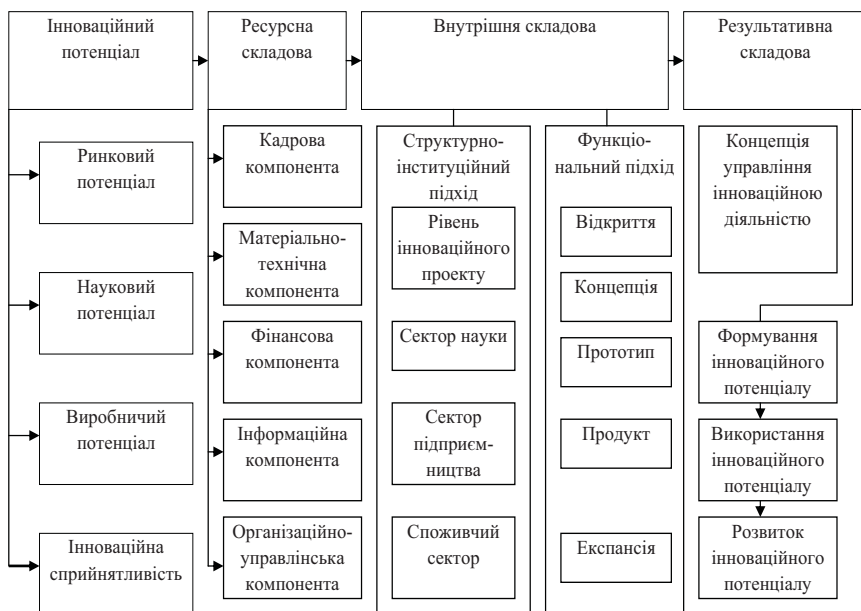 Інноваційний
потенціал
Ресурсна
складова
Внутрішня складова
Результативна
складова
Ринковий
потенціал
Науковий
потенціал
Виробничий
потенціал
Інноваційна
сприйнятливість
Кадрова
компонента
Матеріально-
технічна
компонента
Фінансова
компонента
Інформаційна
компонента
Організаційно-
управлінська
компонента
Структурно-
інституційний
підхід
Рівень
інноваційного
проекту
Сектор науки
Сектор
підприєм-
ництва
Споживчий
сектор
Функціо-
нальний підхід
Відкриття
Концепція
Прототип
Продукт
Експансія
Концепція
управління
інноваційною
діяльністю
Формування
інноваційного
потенціалу
Використання
інноваційного
потенціалу
Розвиток
інноваційного
потенціалу